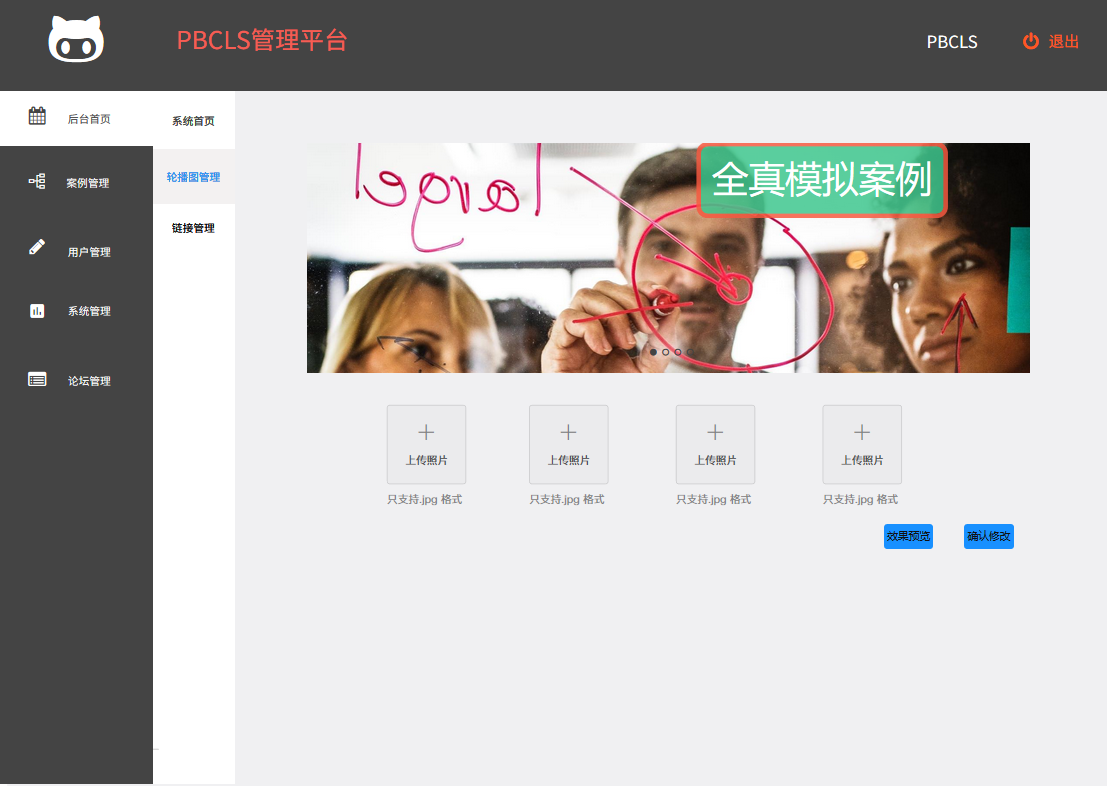 PBCLS管理平台
PBCLS
退出
后台首页
案例管理
用户管理
系统管理
论坛管理
系统首页
轮播图管理
链接管理
全真模拟案例
上传照片
只支持.jpg 格式
上传照片
只支持.jpg 格式
上传照片
只支持.jpg 格式
上传照片
只支持.jpg 格式
效果预览
确认修改